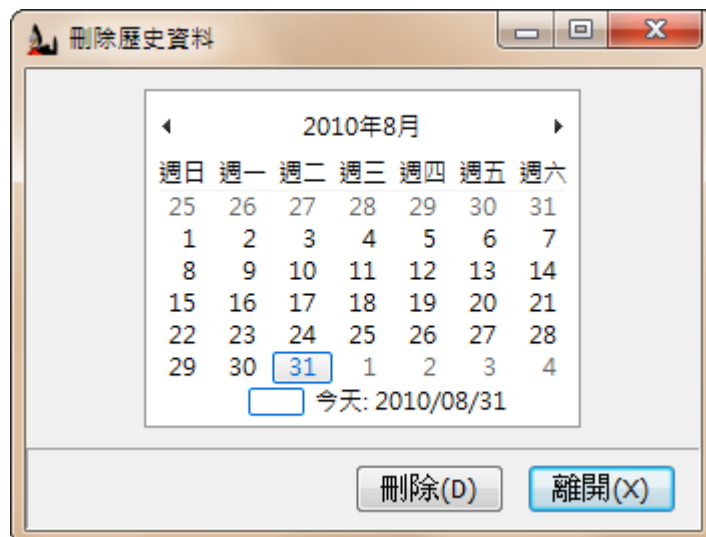 刪除歷史資料
2010年8月
週日 週一 週二 週三 週四 週五 週六
25 26 27 28 29 30 31
1 2 3 4 5 6 7
8 9 10 11 12 13 14
15 16 17 18 19 20 21
22 23 24 25 26 27 28
29 30 31 1 2 3 4
今天: 2010/08/31
刪除(D) 離開(X)